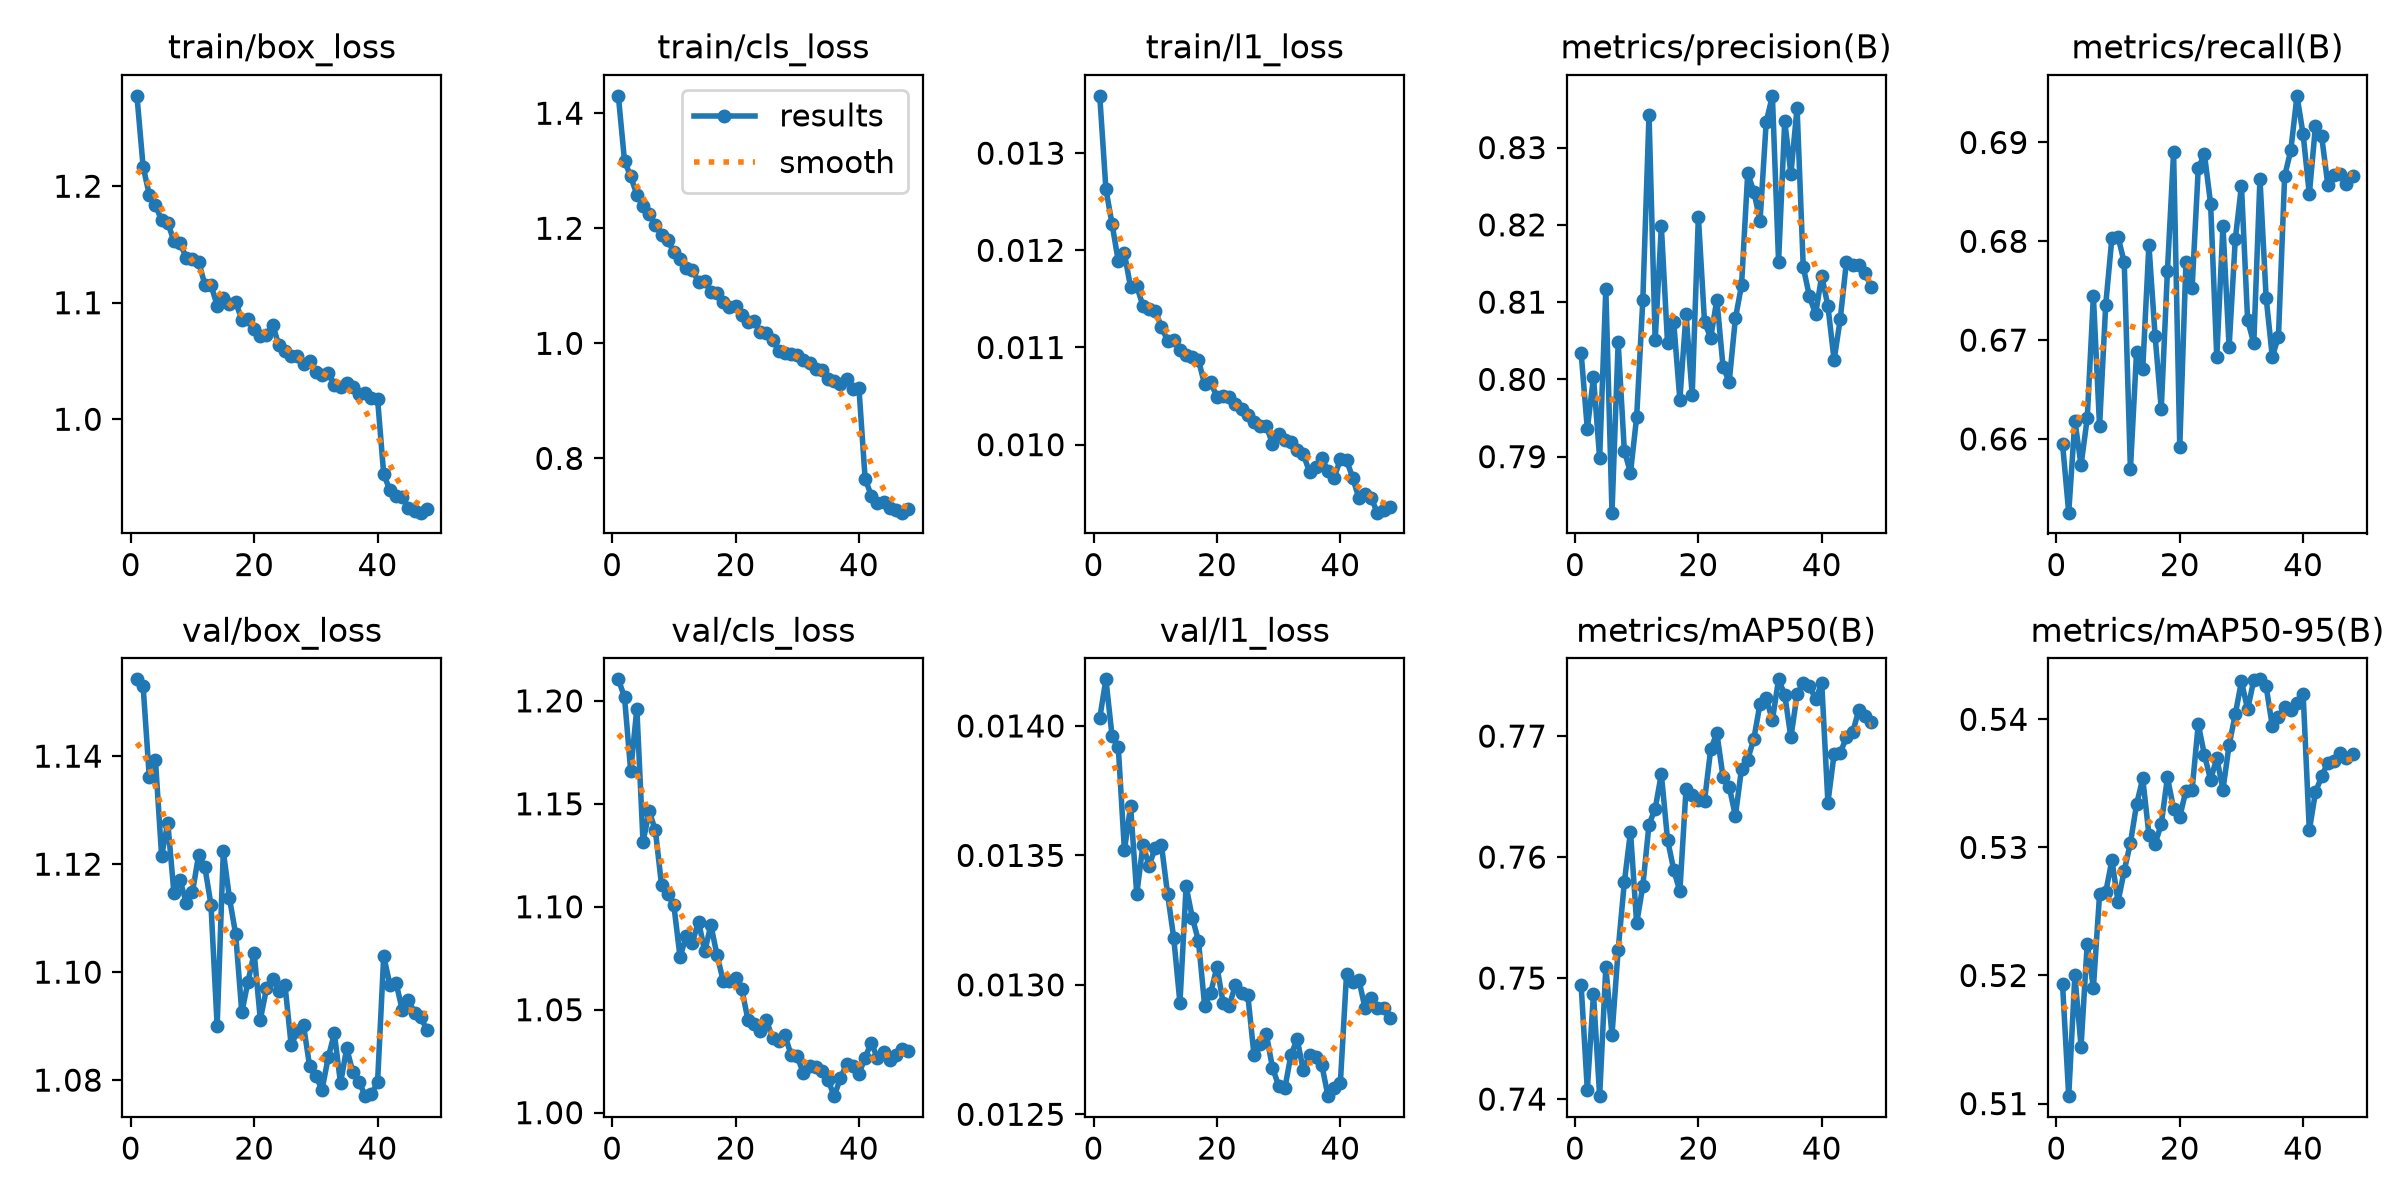 train/box_loss
1.2
1.1
1.0
0 20 40
train/cls_loss
results
smooth
1.4
1.2
1.0
0.8
0 20 40
train/l1_loss
0.013
0.012
0.011
0.010
0 20 40
metrics/precision(B)
0.83
0.82
0.81
0.80
0.79
0 20 40
metrics/recall(B)
0.69
0.68
0.67
0.66
0 20 40
val/box_loss
1.14
1.12
1.10
1.08
0 20 40
val/cls_loss
1.20
1.15
1.10
1.05
1.00
0 20 40
val/l1_loss
0.0140
0.0135
0.0130
0.0125
0 20 40
metrics/mAP50(B)
0.77
0.76
0.75
0.74
0 20 40
metrics/mAP50-95(B)
0.54
0.53
0.52
0.51
0 20 40